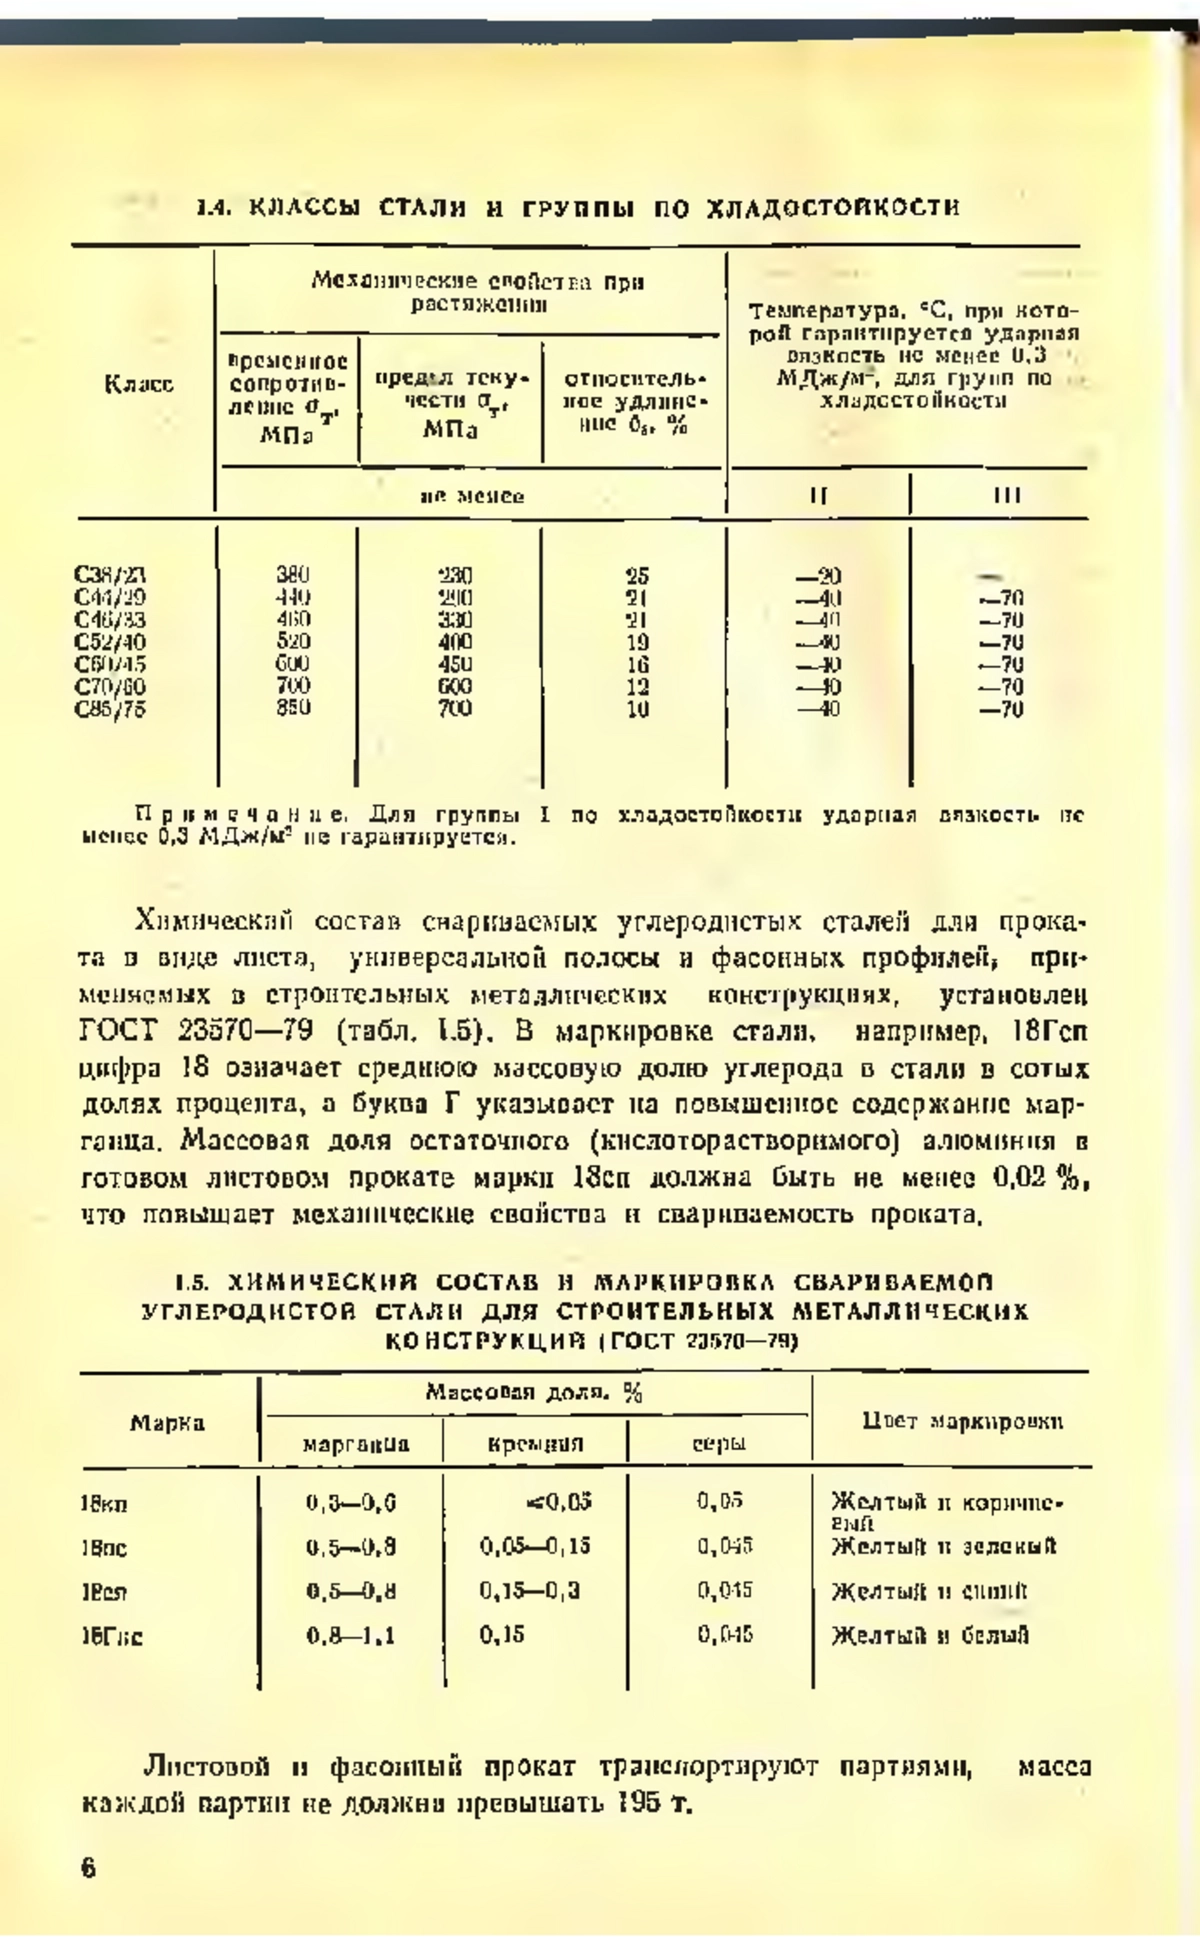 1.4. КЛАССЫ СТАЛИ И ГРУППЫ ПО ХЛАДОСТОЙКОСТИ
Класс
Механические свойства при
растяжении
Температура, °С, при кото-
рой гарантируется ударная
вязкость не менее 0,3
МДж/м², для групп по
хладостойкости
временное
сопротив-
ление σт,
МПа
предел теку-
чести σт,
МПа
относитель-
ное удлине-
ние δ₅, %
не менее
II
III
С38/23 380 230 25 —20 —
С44/29 440 290 21 —40 —70
С46/33 460 330 21 —40 —70
С52/40 520 400 19 —40 —70
С60/45 600 450 16 —40 —70
С70/60 700 600 12 —40 —70
С85/75 850 700 10 —40 —70
Примечание. Для группы I по хладостойкости ударная вязкость не
менее 0,3 МДж/м² не гарантируется.
Химический состав свариваемых углеродистых сталей для прока-
та в виде листа, универсальной полосы и фасонных профилей, при-
меняемых в строительных металлических конструкциях, установлен
ГОСТ 23570—79 (табл. 1.5). В маркировке стали, например, 18Гсп
цифра 18 означает среднюю массовую долю углерода в стали в сотых
долях процента, а буква Г указывает на повышенное содержание мар-
ганца. Массовая доля остаточного (кислоторастворимого) алюминия в
готовом листовом прокате марки 18сп должна быть не менее 0,02 %,
что повышает механические свойства и свариваемость проката.
1.5. ХИМИЧЕСКИЙ СОСТАВ И МАРКИРОВКА СВАРИВАЕМОЙ
УГЛЕРОДИСТОЙ СТАЛИ ДЛЯ СТРОИТЕЛЬНЫХ МЕТАЛЛИЧЕСКИХ
КОНСТРУКЦИЙ (ГОСТ 23570—79)
Марка
Массовая доля, %
Цвет маркировки
марганца
кремния
серы
18кп 0,3—0,6 ≤0,05 0,05 Желтый и коричне-
вый
18пс 0,5—0,8 0,05—0,15 0,045 Желтый и зеленый
18сп 0,5—0,8 0,15—0,3 0,045 Желтый и синий
18Гпс 0,8—1,1 0,15 0,045 Желтый и белый
Листовой и фасонный прокат транспортируют партиями, масса
каждой партии не должна превышать 195 т.
6